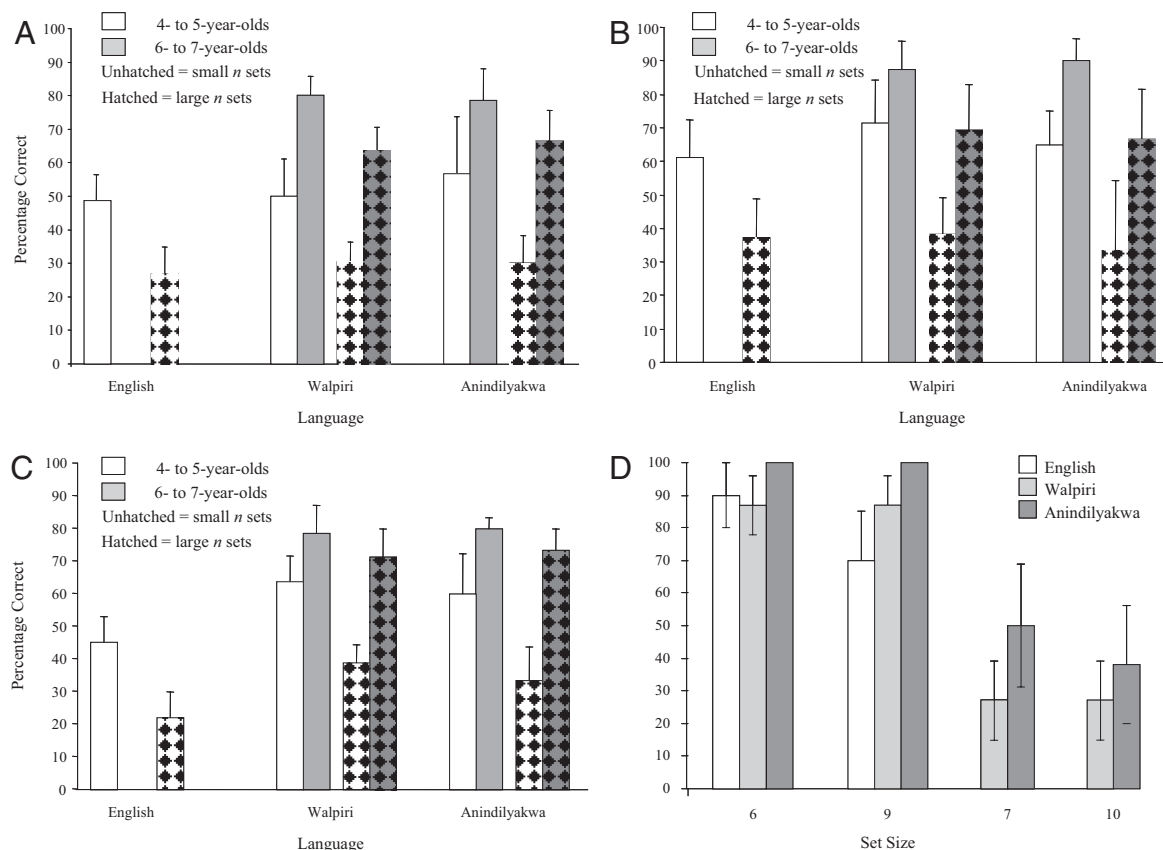 A
4- to 5-year-olds
6- to 7-year-olds
Unhatched = small n sets
Hatched = large n sets
100
90
80
70
60
50
40
30
20
10
0
Percentage Correct
English Walpiri Anindilyakwa
Language
B
4- to 5-year-olds
6- to 7-year-olds
Unhatched = small n sets
Hatched = large n sets
100
90
80
70
60
50
40
30
20
10
0
English Walpiri Anindilyakwa
Language
C
4- to 5-year-olds
6- to 7-year-olds
Unhatched = small n sets
Hatched = large n sets
100
90
80
70
60
50
40
30
20
10
0
Percentage Correct
English Walpiri Anindilyakwa
Language
D
English
Walpiri
Anindilyakwa
100
90
80
70
60
50
40
30
20
10
0
6 9 7 10
Set Size